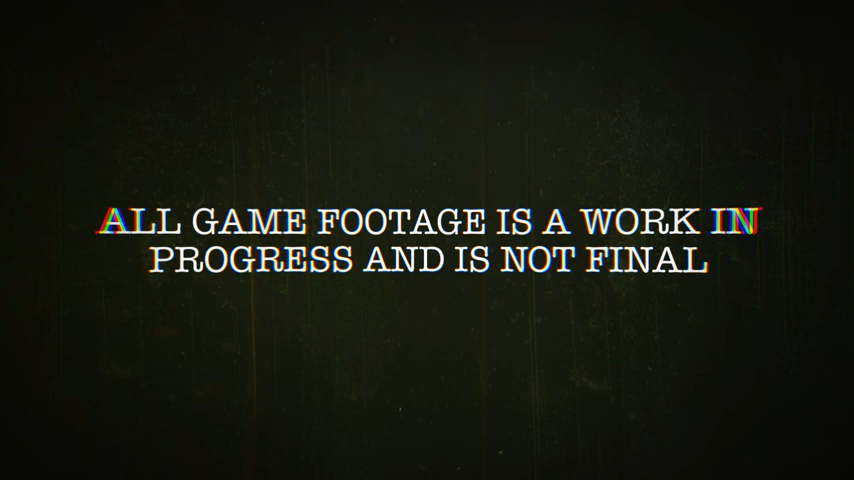 ALL GAME FOOTAGE IS A WORK IN
PROGRESS AND IS NOT FINAL